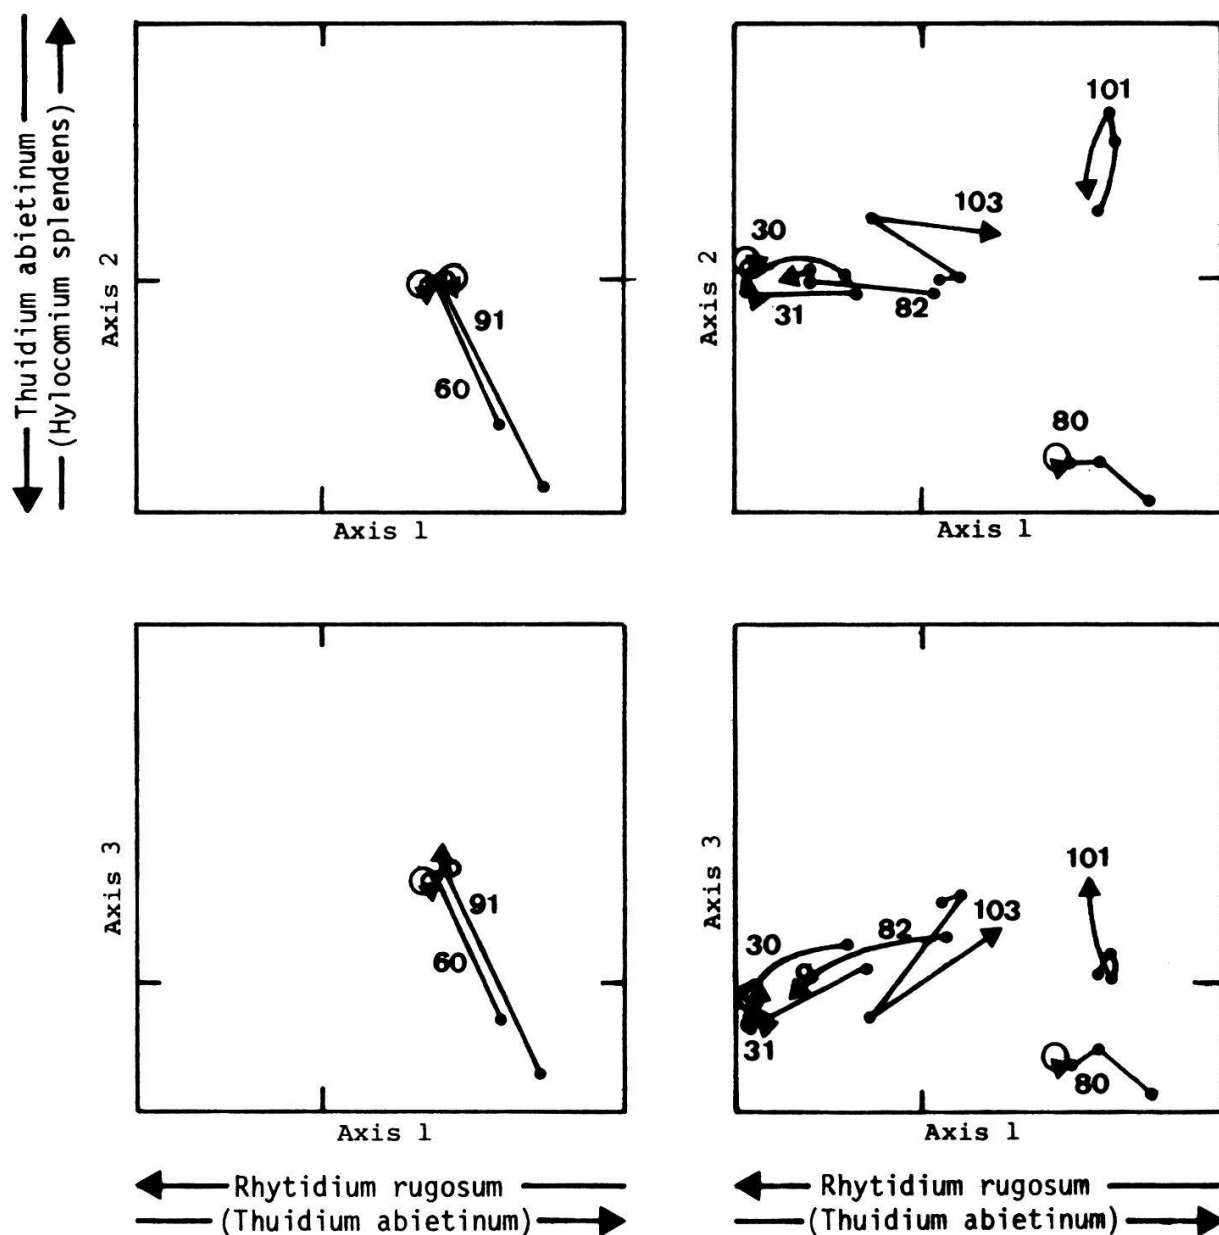 Thuidium abietinum
(Hylocomium splendens)
Axis 2
91
60
Axis 1
Axis 2
101
103
30
31
82
80
Axis 1
Axis 3
91
60
Axis 1
Rhytidium rugosum
(Thuidium abietinum)
Axis 3
101
103
82
30
31
80
Axis 1
Rhytidium rugosum
(Thuidium abietinum)